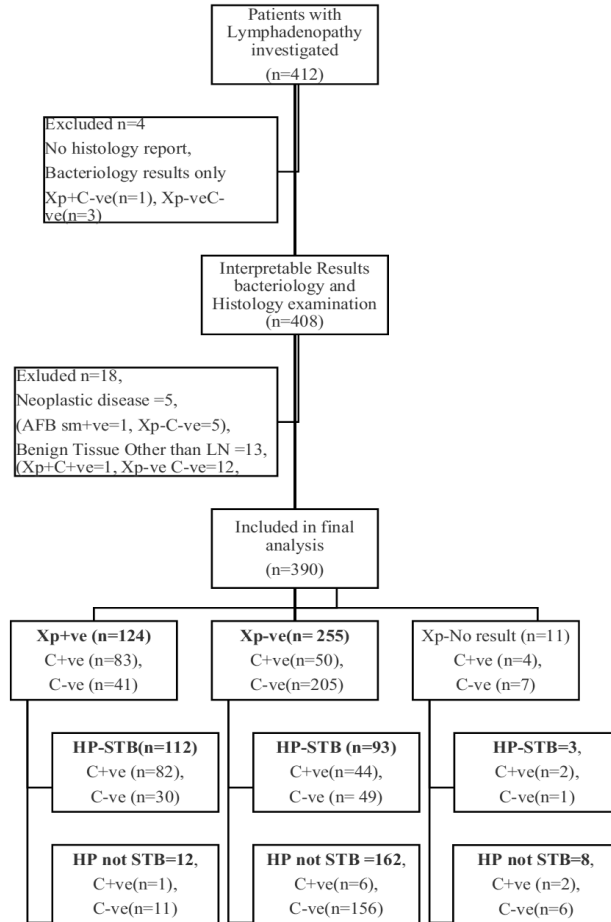 Patients with
Lymphadenopathy
investigated
(n=412)
Excluded n=4
No histology report,
Bacteriology results only
Xp+C-ve(n=1), Xp-veC-
ve(n=3)
Interpretable Results
bacteriology and
Histology examination
(n=408)
Exluded n=18,
Neoplastic disease =5,
(AFB sm+ve=1, Xp-C-ve=5),
Benign Tissue Other than LN =13,
(Xp+C+ve=1, Xp-ve C-ve=12,
Included in final
analysis
(n=390)
Xp+ve (n=124)
C+ve (n=83),
C-ve (n=41)
Xp-ve(n= 255)
C+ve(n=50),
C-ve(n=205)
Xp-No result (n=11)
C+ve (n=4),
C-ve (n=7)
HP-STB(n=112)
C+ve (n=82),
C-ve (n=30)
HP-STB (n=93)
C+ve(n=44),
C-ve (n= 49)
HP-STB=3,
C+ve(n=2),
C-ve(n=1)
HP not STB=12,
C+ve(n=1),
C-ve(n=11)
HP not STB =162,
C+ve(n=6),
C-ve(n=156)
HP not STB=8,
C+ve (n=2),
C-ve(n=6)